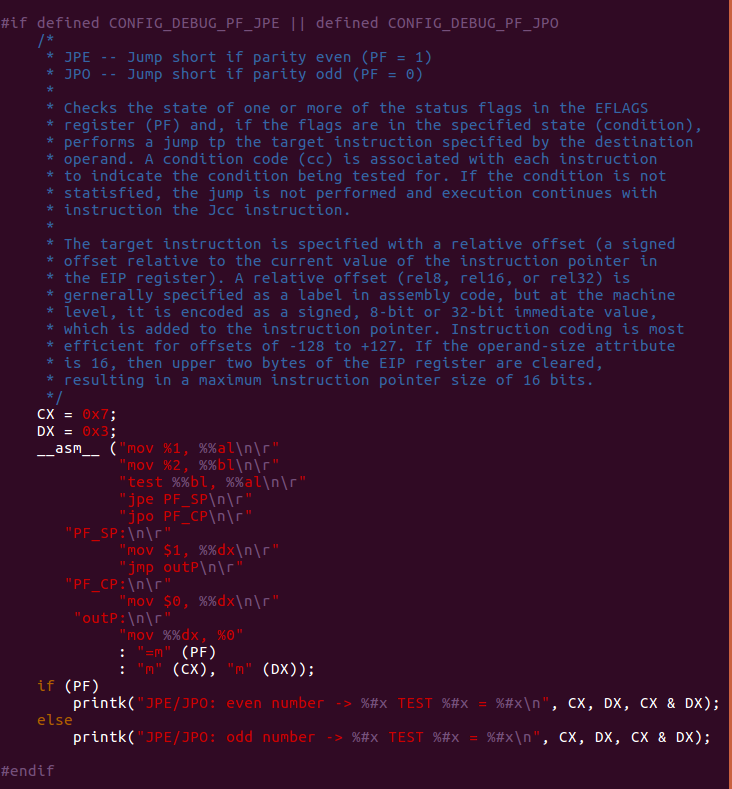 #if defined CONFIG_DEBUG_PF_JPE || defined CONFIG_DEBUG_PF_JPO
    /*
     * JPE -- Jump short if parity even (PF = 1)
     * JPO -- Jump short if parity odd (PF = 0)
     *
     * Checks the state of one or more of the status flags in the EFLAGS
     * register (PF) and, if the flags are in the specified state (condition),
     * performs a jump tp the target instruction specified by the destination
     * operand. A condition code (cc) is associated with each instruction
     * to indicate the condition being tested for. If the condition is not
     * statisfied, the jump is not performed and execution continues with
     * instruction the Jcc instruction.
     *
     * The target instruction is specified with a relative offset (a signed
     * offset relative to the current value of the instruction pointer in
     * the EIP register). A relative offset (rel8, rel16, or rel32) is
     * gernerally specified as a label in assembly code, but at the machine
     * level, it is encoded as a signed, 8-bit or 32-bit immediate value,
     * which is added to the instruction pointer. Instruction coding is most
     * efficient for offsets of -128 to +127. If the operand-size attribute
     * is 16, then upper two bytes of the EIP register are cleared,
     * resulting in a maximum instruction pointer size of 16 bits.
     */
    CX = 0x7;
    DX = 0x3;
    __asm__ ("mov %1, %%al\n\r"
             "mov %2, %%bl\n\r"
             "test %%bl, %%al\n\r"
             "jpe PF_SP\n\r"
             "jpo PF_CP\n\r"
       "PF_SP:\n\r"
             "mov $1, %%dx\n\r"
             "jmp outP\n\r"
       "PF_CP:\n\r"
             "mov $0, %%dx\n\r"
        "outP:\n\r"
             "mov %%dx, %0"
             : "=m" (PF)
             : "m" (CX), "m" (DX));
    if (PF)
        printk("JPE/JPO: even number -> %#x TEST %#x = %#x\n", CX, DX, CX & DX);
    else
        printk("JPE/JPO: odd number -> %#x TEST %#x = %#x\n", CX, DX, CX & DX);

#endif